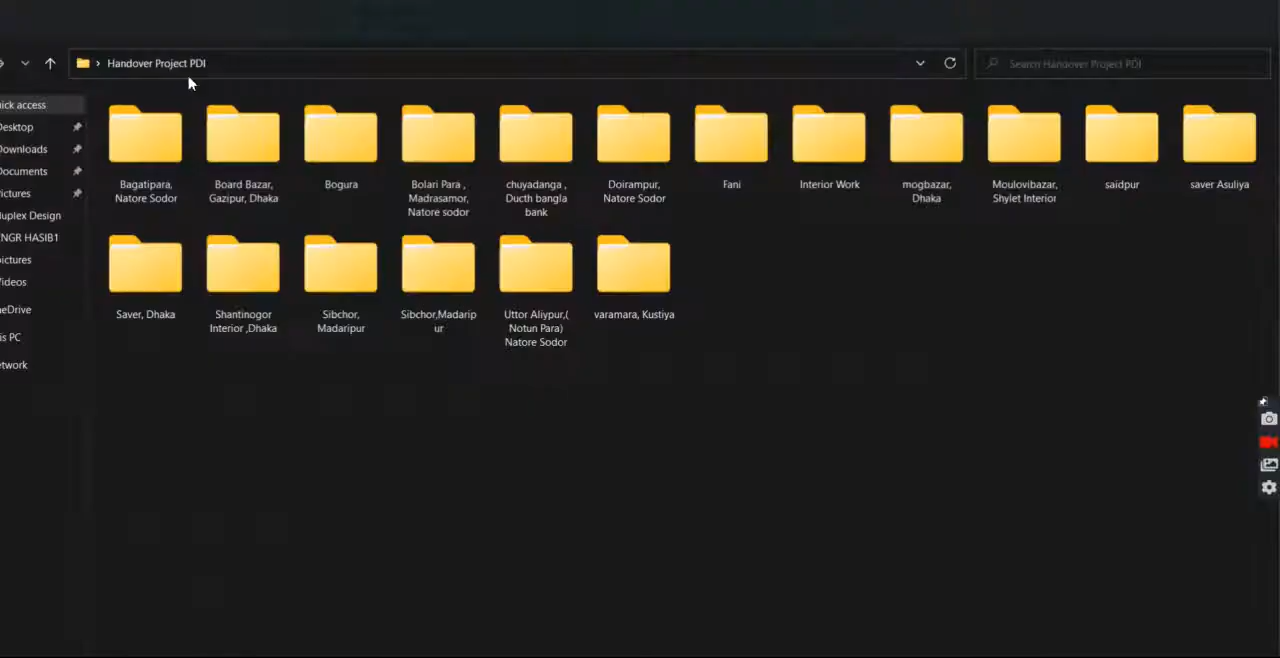 Handover Project PDI
Search Handover Project PDI
uick access
Desktop
Downloads
Documents
ictures
uplex Design
NGR HASIB1
ictures
ideos
eDrive
is PC
etwork
Bagatipara,
Natore Sodor
Board Bazar,
Gazipur, Dhaka
Bogura
Bolari Para ,
Madrasamor,
Natore sodor
chuyadanga ,
Ducth bangla
bank
Doirampur,
Natore Sodor
Fani
Interior Work
mogbazar,
Dhaka
Moulovibazar,
Shylet Interior
saidpur
saver Asuliya
Saver, Dhaka
Shantinogor
Interior ,Dhaka
Sibchor,
Madaripur
Sibchor,Madarip
ur
Uttor Aliypur,(
Notun Para)
Natore Sodor
varamara, Kustiya